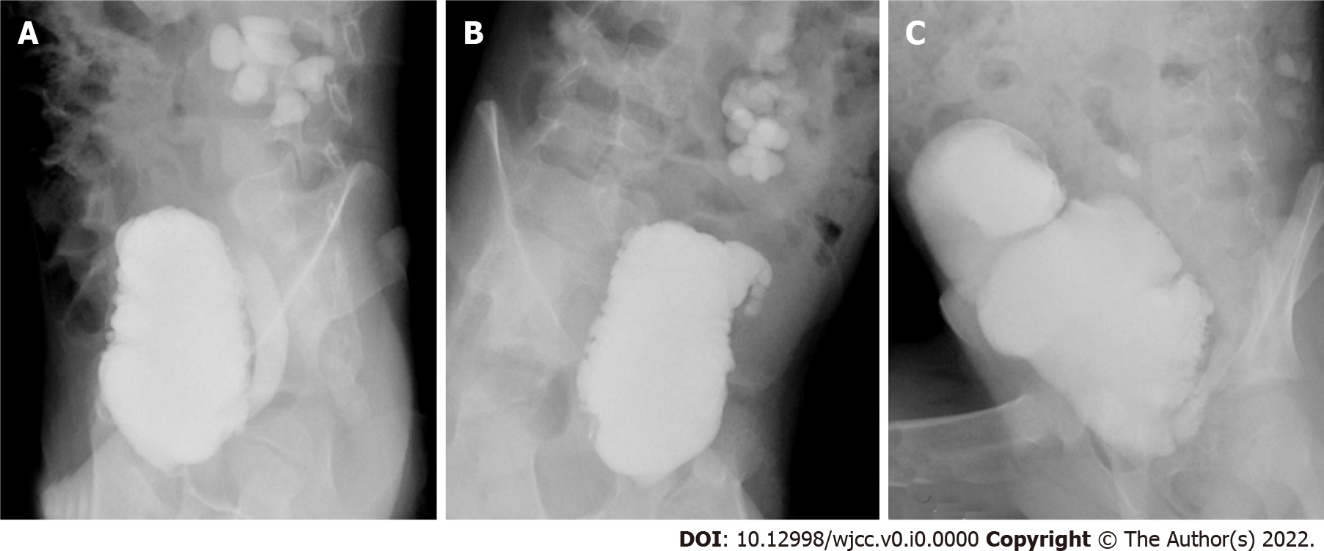 A
B
C
DOI: 10.12998/wjcc.v0.i0.0000 Copyright © The Author(s) 2022.